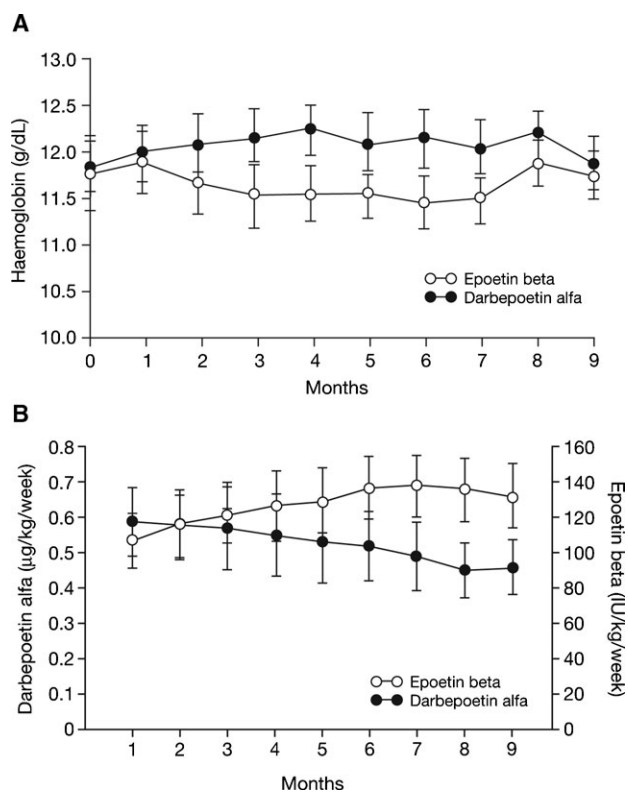 A
Haemoglobin (g/dL)
13.0
12.5
12.0
11.5
11.0
10.5
10.0
0 1 2 3 4 5 6 7 8 9
Months
Epoetin beta
Darbepoetin alfa
B
Darbepoetin alfa (µg/kg/week)
0.8
0.7
0.6
0.5
0.4
0.3
0.2
0.1
0
160
140
120
100
80
60
40
20
0
Epoetin beta (IU/kg/week)
Epoetin beta
Darbepoetin alfa
1 2 3 4 5 6 7 8 9
Months